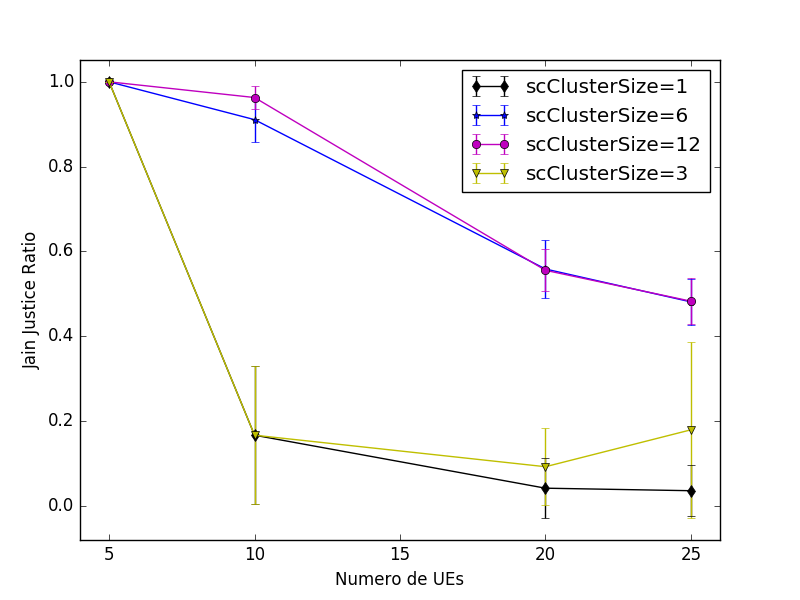 1.0
0.8
0.6
0.4
0.2
0.0
Jain Justice Ratio
scClusterSize=1
scClusterSize=6
scClusterSize=12
scClusterSize=3
5
10
15
20
25
Numero de UEs